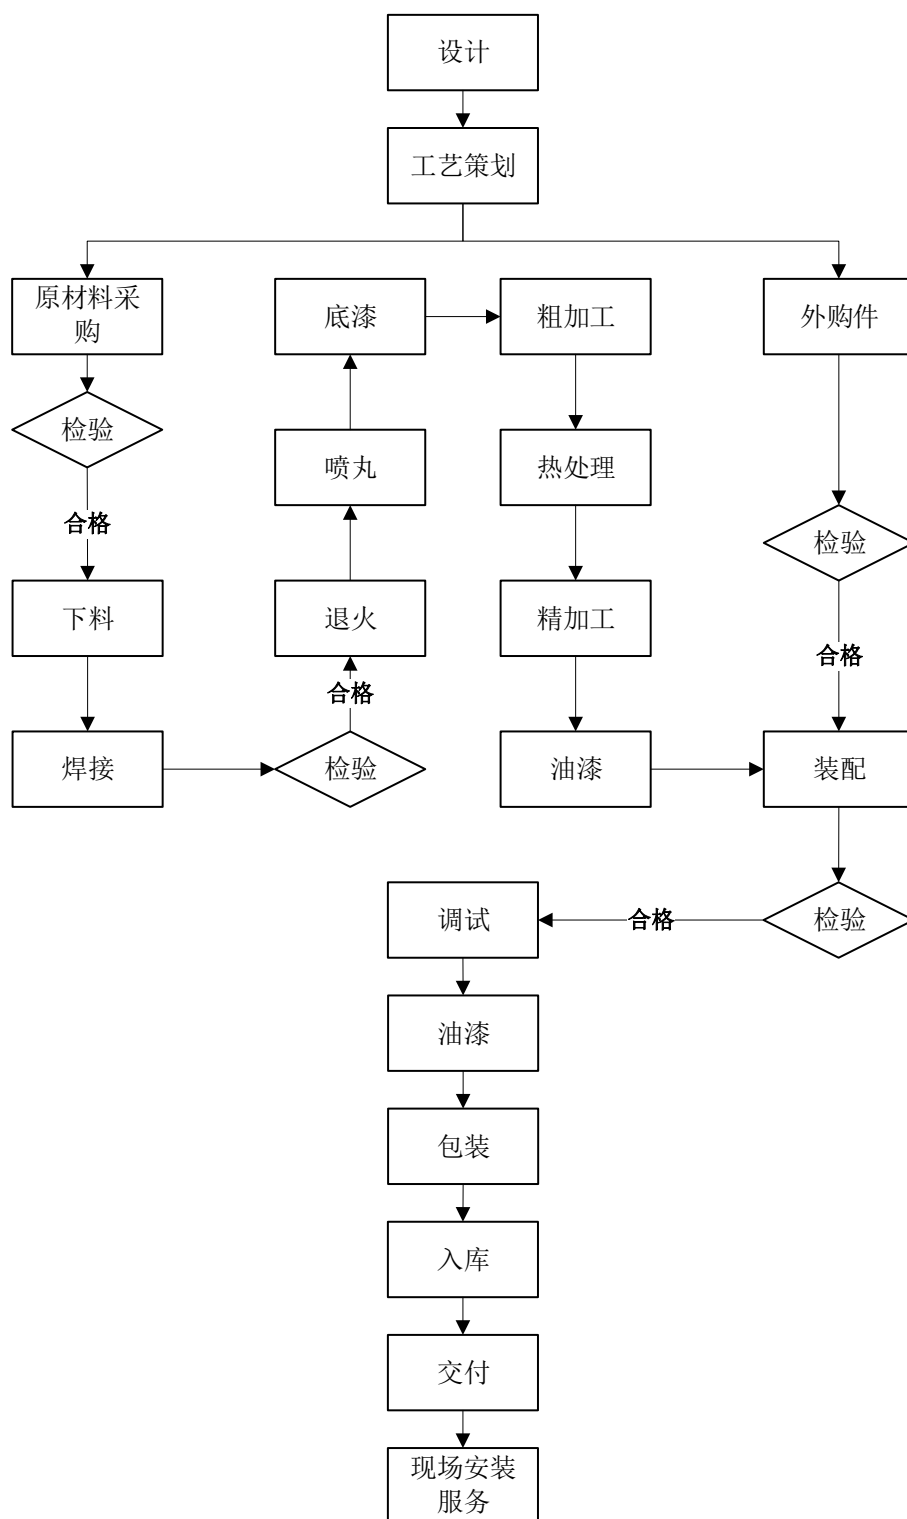 设计
工艺策划
原材料采
购
检验
合格
下料
焊接
检验
合格
退火
喷丸
底漆
粗加工
热处理
精加工
油漆
外购件
检验
合格
装配
检验
合格
调试
油漆
包装
入库
交付
现场安装
服务